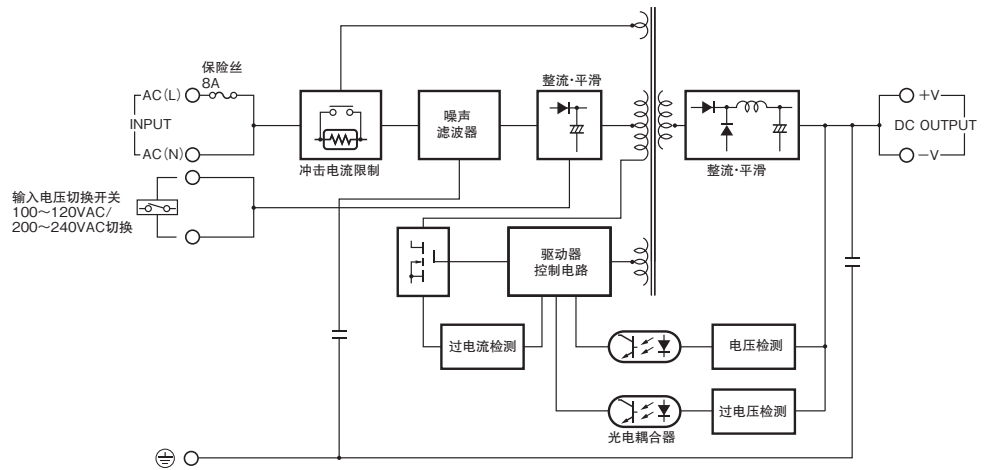 保险丝
8A
AC(L)
INPUT
AC(N)
冲击电流限制
噪声
滤波器
整流·平滑
整流·平滑
+V
DC OUTPUT
−V
输入电压切换开关
100～120VAC/
200～240VAC切换
驱动器
控制电路
过电流检测
电压检测
过电压检测
光电耦合器